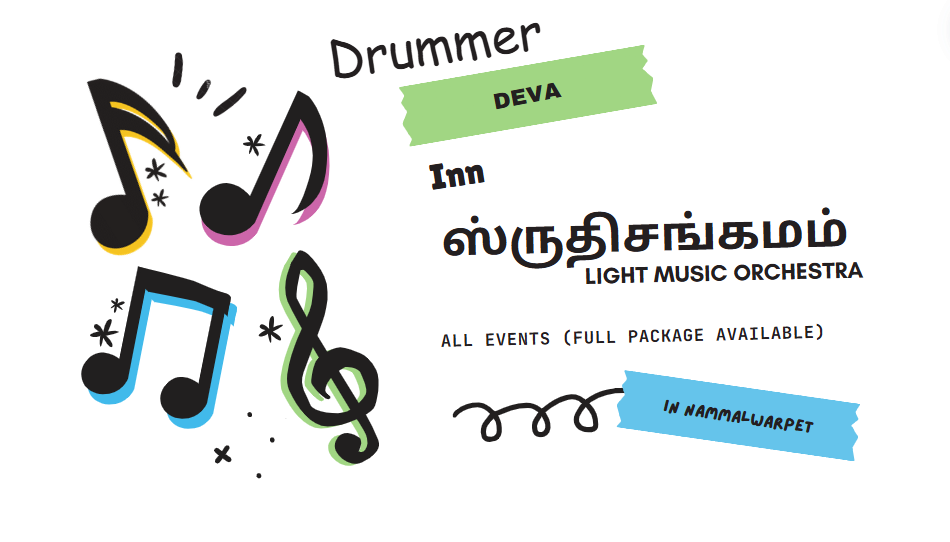 Drummer
DEVA
Inn
ஸ்ருதிசங்கமம்
LIGHT MUSIC ORCHESTRA
ALL EVENTS (FULL PACKAGE AVAILABLE)
IN NAMMALWARPET